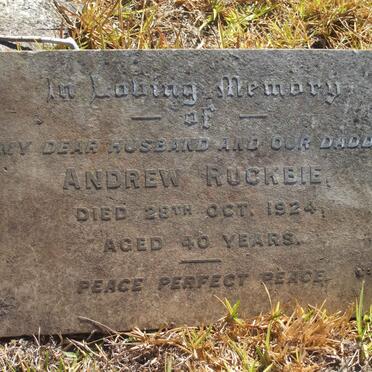 In Loving Memory
of
MY DEAR HUSBAND AND OUR DADD
ANDREW RUCKBIE,
DIED 28TH OCT. 1924,
AGED 40 YEARS.
PEACE PERFECT PEACE.